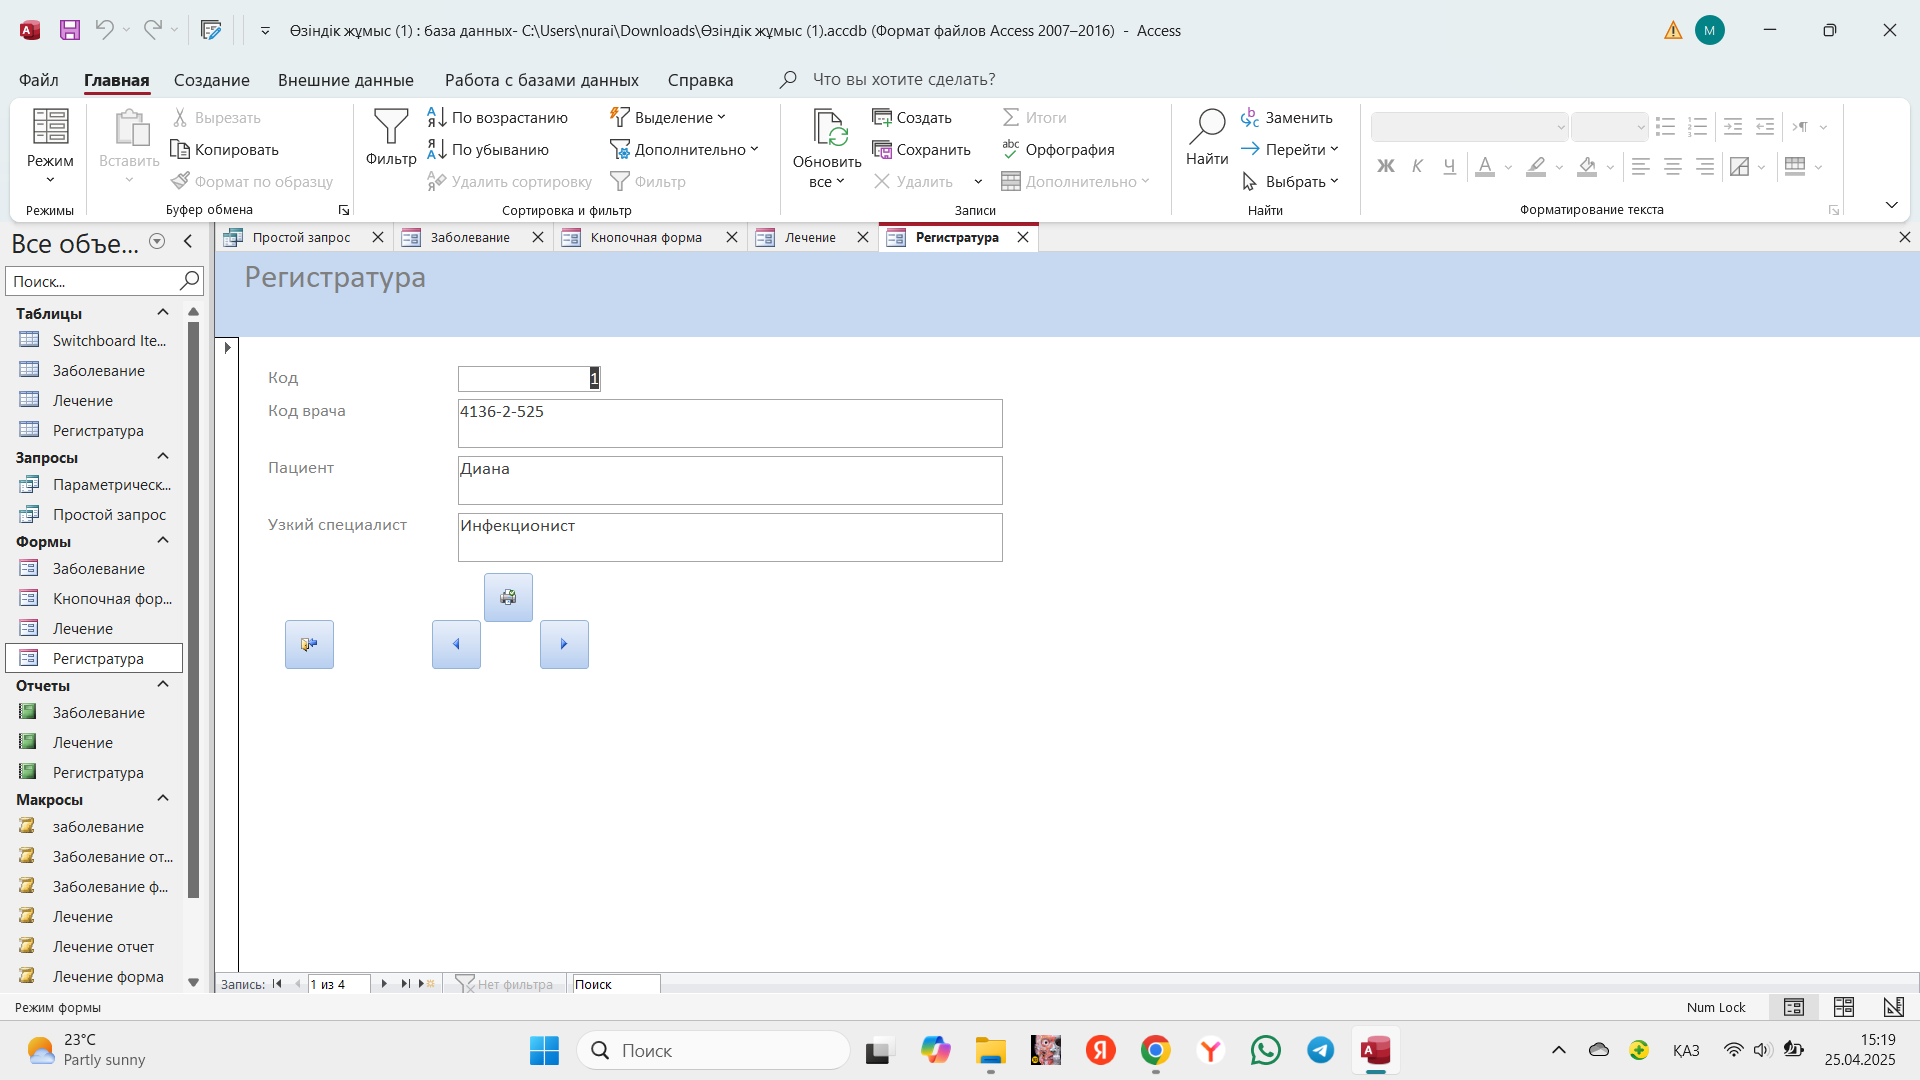 Өзіндік жұмыс (1) : база данных- C:\Users\nurai\Downloads\Өзіндік жұмыс (1).accdb (Формат файлов Access 2007–2016) - Access
M
Файл Главная Создание Внешние данные Работа с базами данных Справка Что вы хотите сделать?
Режим
Режимы
Вставить
Вырезать
Копировать
Формат по образцу
Буфер обмена
Фильтр
По возрастанию
По убыванию
Удалить сортировку
Выделение
Дополнительно
Фильтр
Сортировка и фильтр
Обновить все
Создать
Сохранить
Удалить
Итоги
Орфография
Дополнительно
Записи
Найти
Заменить
Перейти
Выбрать
Найти
Ж К Ч
Форматирование текста
Все объе...
Поиск...
Таблицы
Switchboard Ite...
Заболевание
Лечение
Регистратура
Запросы
Параметрическ...
Простой запрос
Формы
Заболевание
Кнопочная фор...
Лечение
Регистратура
Отчеты
Заболевание
Лечение
Регистратура
Макросы
заболевание
Заболевание от...
Заболевание ф...
Лечение
Лечение отчет
Лечение форма
Простой запрос Заболевание Кнопочная форма Лечение Регистратура
Регистратура
Код 1
Код врача 4136-2-525
Пациент Диана
Узкий специалист Инфекционист
Запись: 1 из 4 Нет фильтра Поиск
Режим формы Num Lock
23°C
Partly sunny
Поиск
ҚАЗ
15:19
25.04.2025